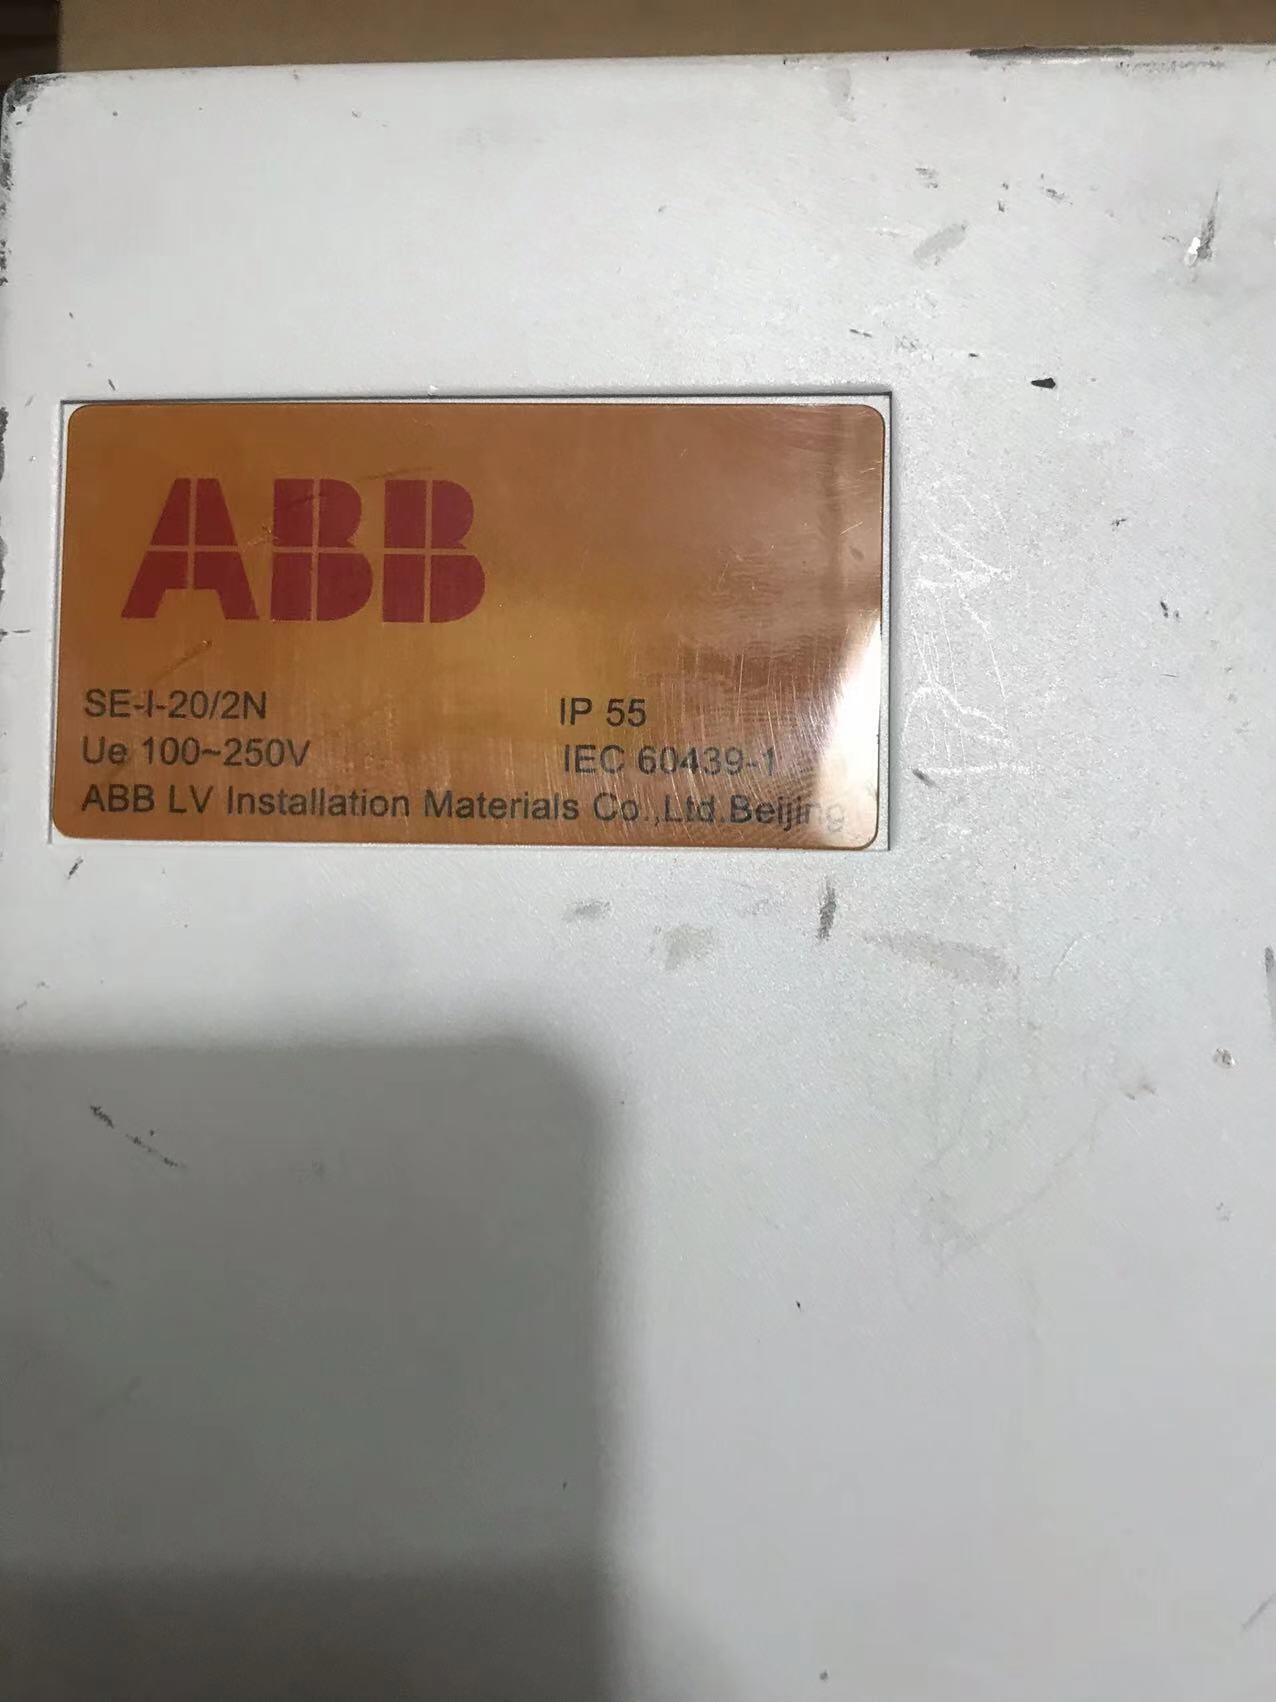 ABB
SE-I-20/2N IP 55
Ue 100~250V IEC 60439-1
ABB LV Installation Materials Co.,Ltd.Beijing